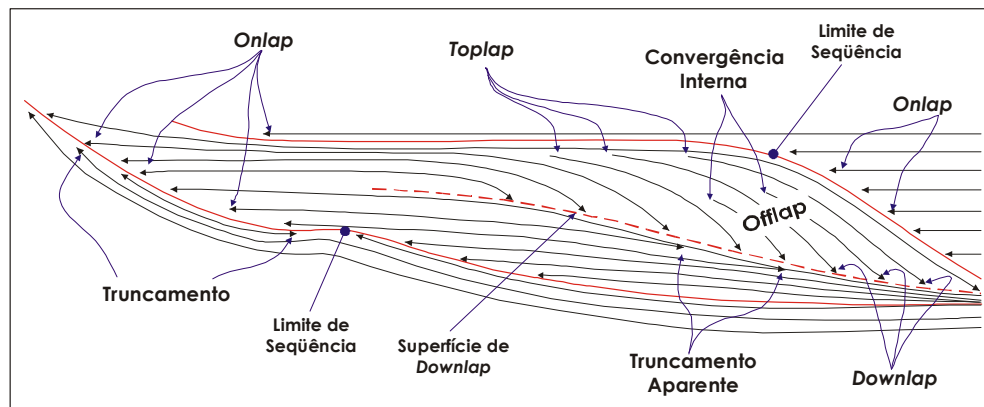 Onlap
Toplap
Convergência
Interna
Limite de
Seqüência
Onlap
Offlap
Truncamento
Limite de
Seqüência
Superfície de
Downlap
Truncamento
Aparente
Downlap